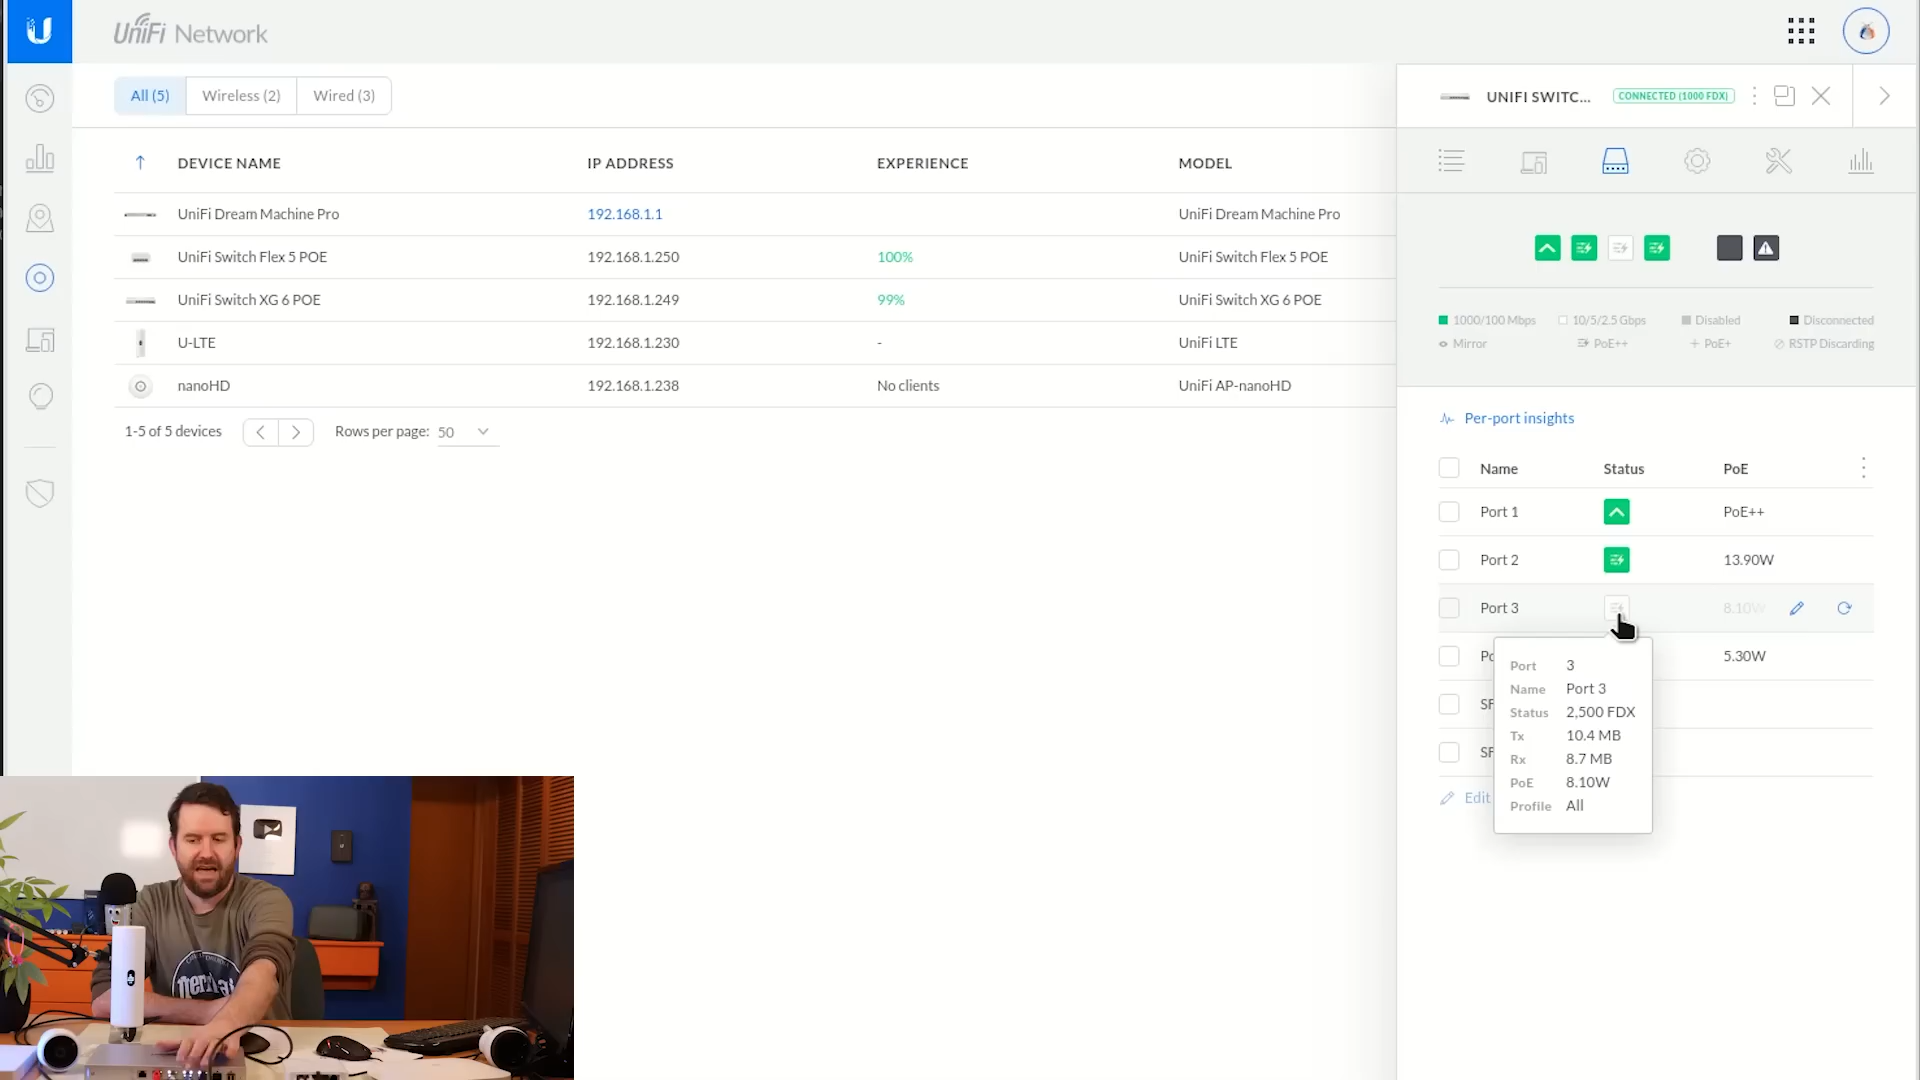 UniFi Network
All (5)
Wireless (2)
Wired (3)
DEVICE NAME
IP ADDRESS
EXPERIENCE
MODEL
UniFi Dream Machine Pro
192.168.1.1
UniFi Dream Machine Pro
UniFi Switch Flex 5 POE
192.168.1.250
100%
UniFi Switch Flex 5 POE
UniFi Switch XG 6 POE
192.168.1.249
99%
UniFi Switch XG 6 POE
U-LTE
192.168.1.230
-
UniFi LTE
nanoHD
192.168.1.238
No clients
UniFi AP-nanoHD
1-5 of 5 devices
Rows per page: 50
UNIFI SWITC...
CONNECTED (1000 FDX)
1000/100 Mbps
10/5/2.5 Gbps
Disabled
Disconnected
Mirror
PoE++
PoE+
RSTP Discarding
Per-port insights
Name
Status
PoE
Port 1
PoE++
Port 2
13.90W
Port 3
8.10W
Po
5.30W
SF
SF
Edit
Port 3
Name Port 3
Status 2,500 FDX
Tx 10.4 MB
Rx 8.7 MB
PoE 8.10W
Profile All